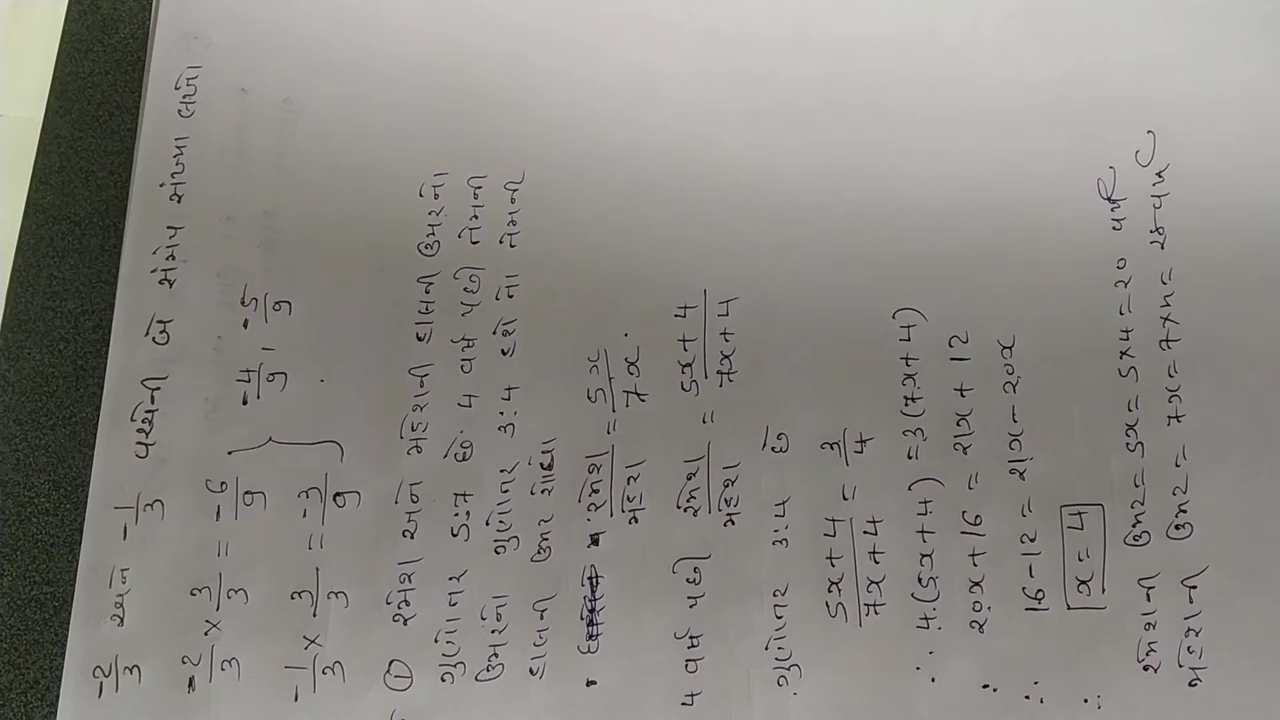 -2/3 અને -1/3 વચ્ચેની બે સંમેય સંખ્યા લખો.
-2/3 × 3/3 = -6/9 } -4/9, -5/9
-1/3 × 3/3 = -3/9
① રમેશ અને મહેશની હાલની ઉંમરનો
ગુણોત્તર 5:7 છે. 4 વર્ષ પછી તેમની
ઉંમરનો ગુણોત્તર 3:4 હશે તો તેમની
હાલની ઉંમર શોધો
રમેશ/મહેશ = 5x/7x.
4 વર્ષ પછી રમેશ/મહેશ = 5x+4/7x+4
ગુણોત્તર 3:4 છે
5x+4/7x+4 = 3/4
∴ 4(5x+4) = 3(7x+4)
∴ 20x+16 = 21x+12
∴ 16-12 = 21x-20x
∴ x=4
રમેશની ઉંમર = 5x = 5×4 = 20 વર્ષ
મહેશની ઉંમર = 7x = 7×4 = 28 વર્ષ